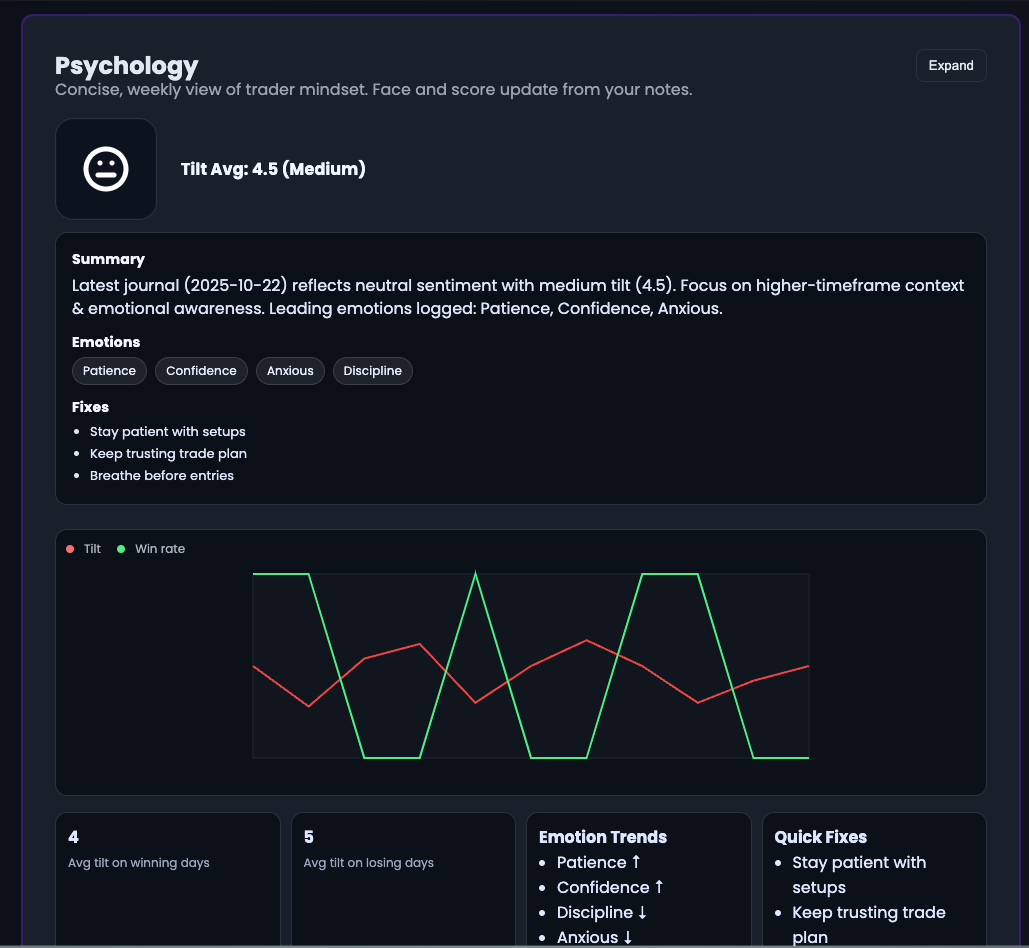 Psychology
Expand
Concise, weekly view of trader mindset. Face and score update from your notes.
Tilt Avg: 4.5 (Medium)
Summary
Latest journal (2025-10-22) reflects neutral sentiment with medium tilt (4.5). Focus on higher-timeframe context
& emotional awareness. Leading emotions logged: Patience, Confidence, Anxious.
Emotions
Patience Confidence Anxious Discipline
Fixes
• Stay patient with setups
• Keep trusting trade plan
• Breathe before entries
Tilt Win rate
4
Avg tilt on winning days
5
Avg tilt on losing days
Emotion Trends
• Patience ↑
• Confidence ↑
• Discipline ↓
• Anxious ↓
Quick Fixes
• Stay patient with
setups
• Keep trusting trade
plan